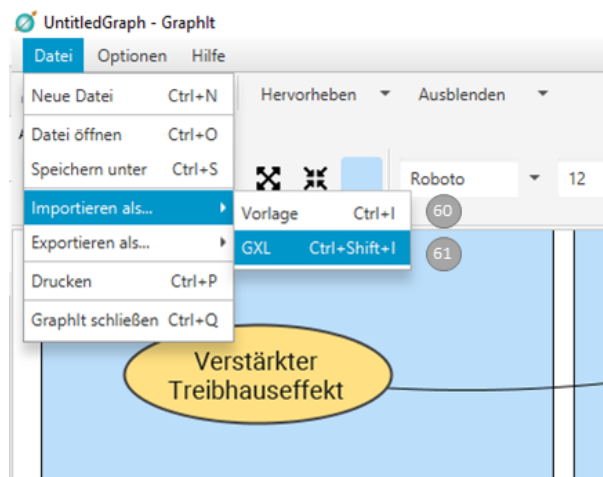 UntitledGraph - GraphIt
Datei Optionen Hilfe
Neue Datei Ctrl+N Hervorheben Ausblenden
Datei öffnen Ctrl+O
Speichern unter Ctrl+S
Roboto 12
Importieren als...
Vorlage Ctrl+I 60
Exportieren als...
GXL Ctrl+Shift+I 61
Drucken Ctrl+P
GraphIt schließen Ctrl+Q
Verstärkter
Treibhauseffekt